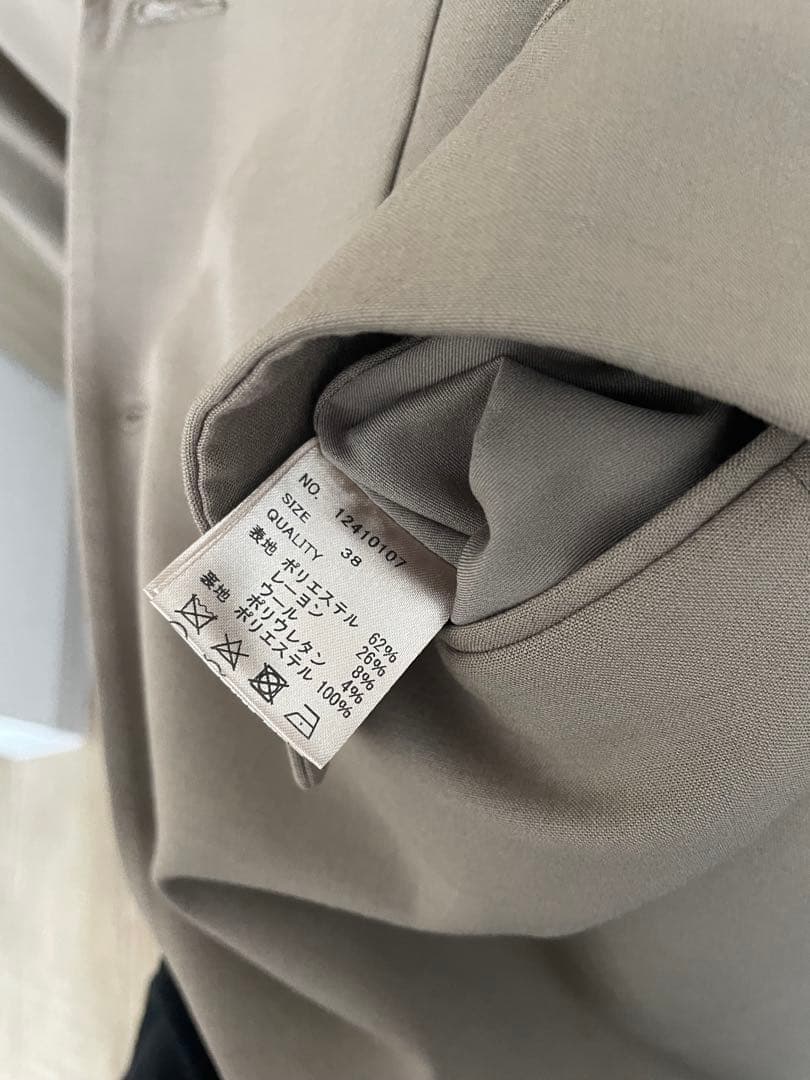 NO. 12410107
SIZE 38
QUALITY
表地 ポリエステル 62%
レーヨン 26%
ウール 8%
ポリウレタン 4%
裏地 ポリエステル 100%